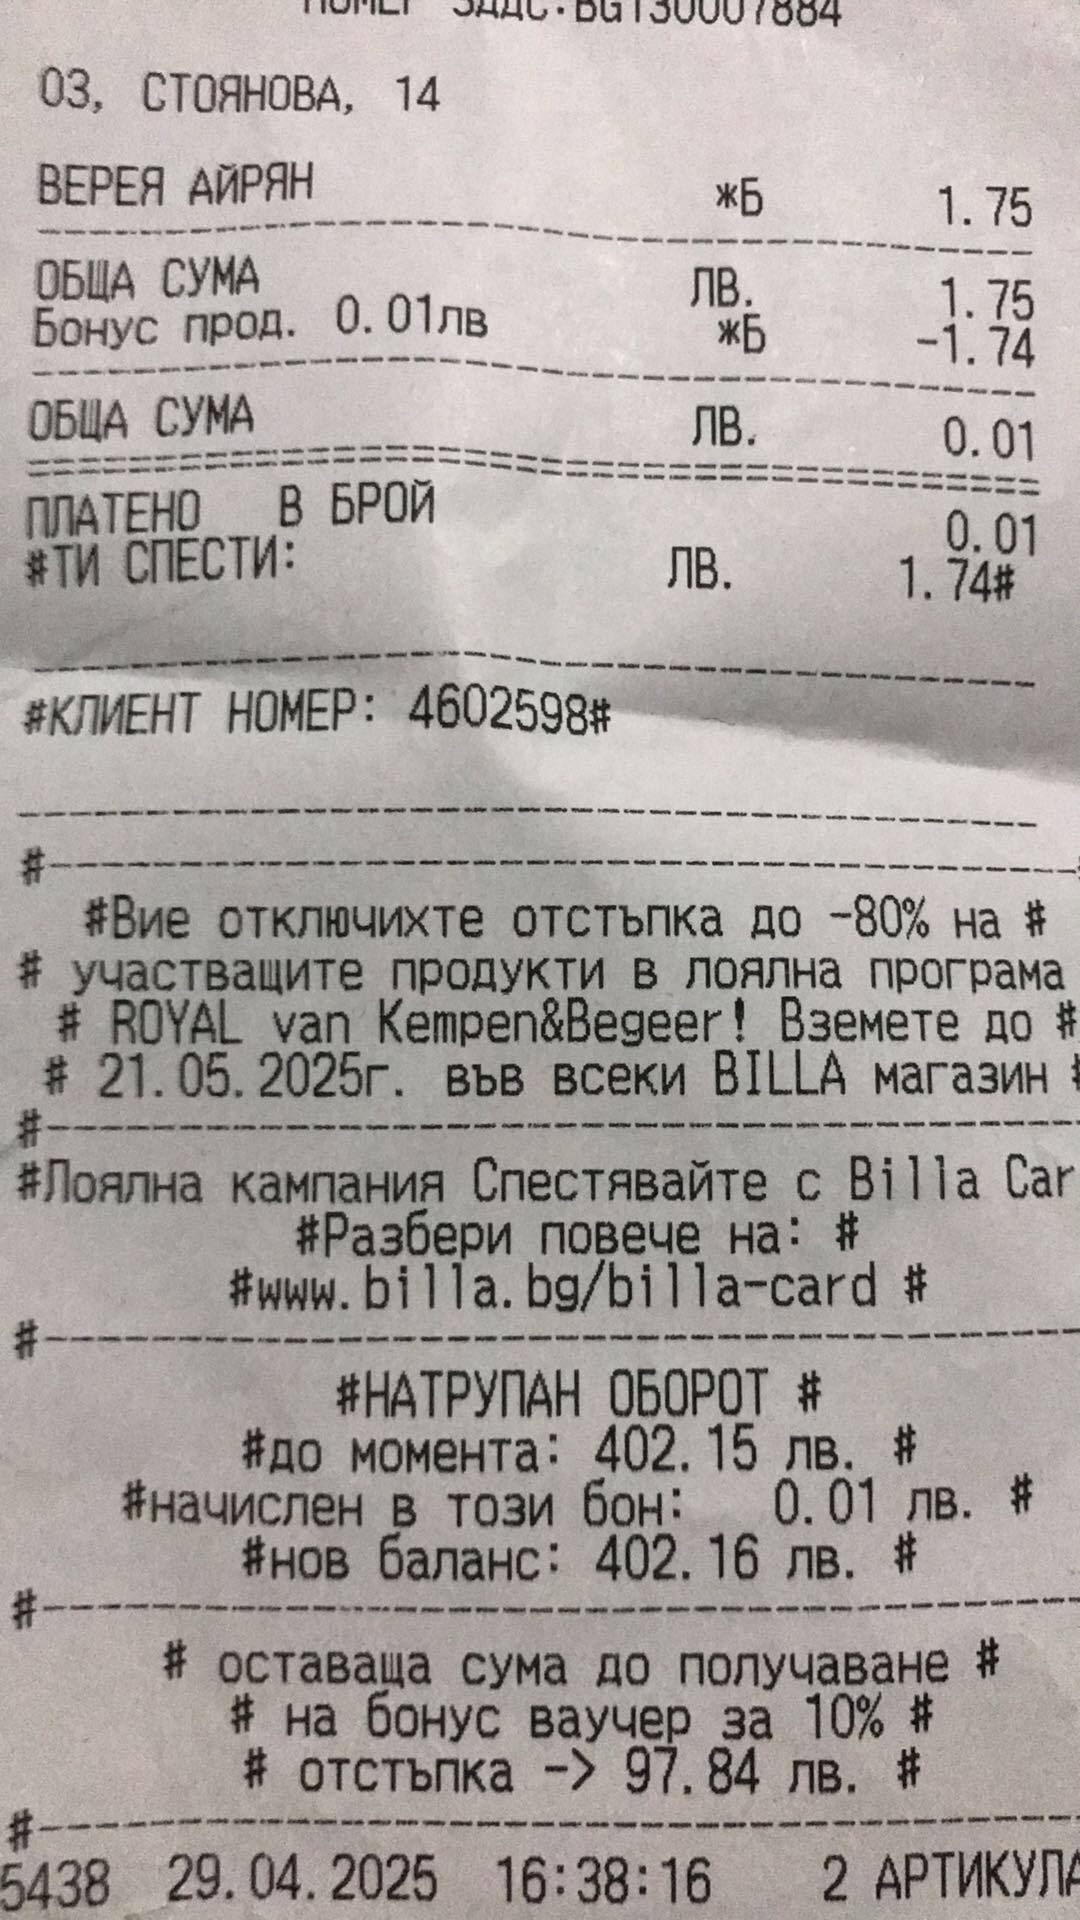 НОМЕР ЗДДС:BG130007884
ОЗ, СТОЯНОВА, 14
ВЕРЕЯ АЙРЯН *Б 1.75
ОБЩА СУМА ЛВ. 1.75
Бонус прод. 0.01лв *Б -1.74
ОБЩА СУМА ЛВ. 0.01
ПЛАТЕНО В БРОЙ 0.01
#ТИ СПЕСТИ: ЛВ. 1.74#
#КЛИЕНТ НОМЕР: 4602598#
#Вие отключихте отстъпка до -80% на #
# участващите продукти в лоялна програма
# ROYAL van Kempen&Begeer! Вземете до #
# 21.05.2025г. във всеки BILLA магазин #
#Лоялна кампания Спестявайте с Billa Car
#Разбери повече на: #
#www.billa.bg/billa-card #
#НАТРУПАН ОБОРОТ #
#до момента: 402.15 лв. #
#начислен в този бон: 0.01 лв. #
#нов баланс: 402.16 лв. #
# оставаща сума до получаване #
# на бонус ваучер за 10% #
# отстъпка -> 97.84 лв. #
5438 29.04.2025 16:38:16 2 АРТИКУЛА